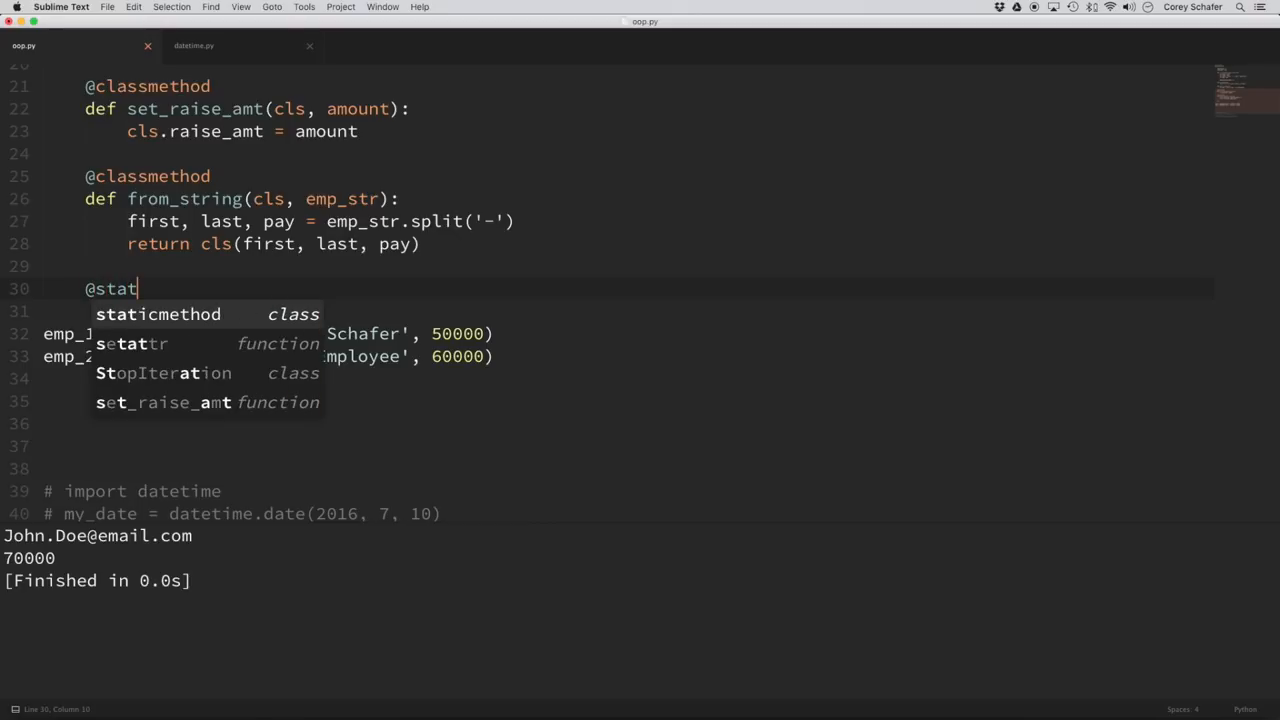 Sublime Text File Edit Selection Find View Goto Tools Project Window Help Corey Schafer
oop.py
oop.py datetime.py
20
21 @classmethod
22 def set_raise_amt(cls, amount):
23 cls.raise_amt = amount
24
25 @classmethod
26 def from_string(cls, emp_str):
27 first, last, pay = emp_str.split('-')
28 return cls(first, last, pay)
29
30 @stat
31 staticmethod class
32 emp_1 Schafer', 50000)
setattr function
33 emp_2 mployee', 60000)
34 StopIteration class
35 set_raise_amt function
36
37
38
39 # import datetime
40 # my_date = datetime.date(2016, 7, 10)
John.Doe@email.com
70000
[Finished in 0.0s]
Line 30, Column 10 Spaces: 4 Python